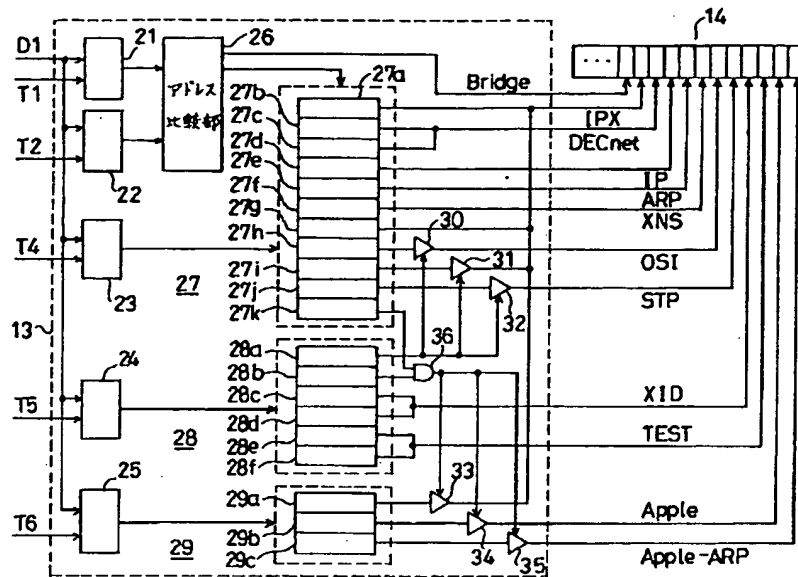 D1
T1
T2
T4
T5
T6
13
21
22
23
24
25
26
アドレス
比較部
27
28
29
27a
27b
27c
27d
27e
27f
27g
27h
27i
27j
27k
28a
28b
28c
28d
28e
28f
29a
29b
29c
30
31
32
36
33
34
35
14
...
Bridge
IPX
DECnet
IP
ARP
XNS
OSI
STP
XID
TEST
Apple
Apple-ARP